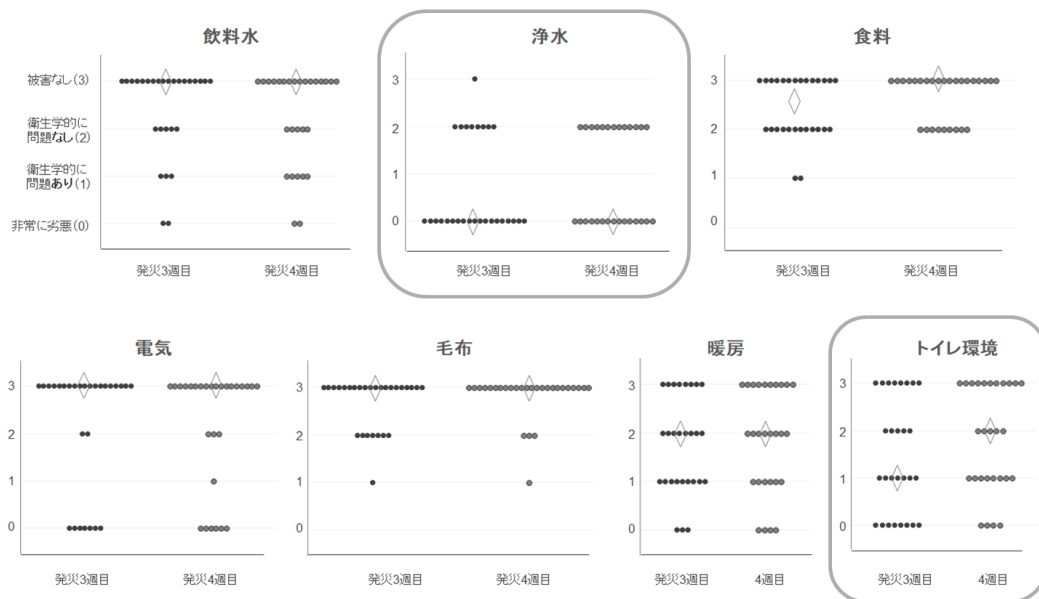 飲料水
被害なし(3)
衛生学的に
問題なし(2)
衛生学的に
問題あり(1)
非常に劣悪(0)
発災3週目
発災4週目
浄水
3
2
1
0
発災3週目
発災4週目
食料
3
2
1
0
発災3週目
発災4週目
電気
3
2
1
0
発災3週目
発災4週目
毛布
3
2
1
0
発災3週目
発災4週目
暖房
3
2
1
0
発災3週目
4週目
トイレ環境
3
2
1
0
発災3週目
4週目